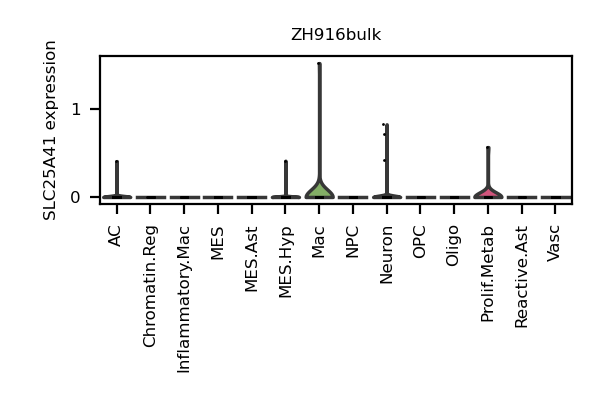 ZH916bulk
SLC25A41 expression
1
0
AC
Chromatin.Reg
Inflammatory.Mac
MES
MES.Ast
MES.Hyp
Mac
NPC
Neuron
OPC
Oligo
Prolif.Metab
Reactive.Ast
Vasc